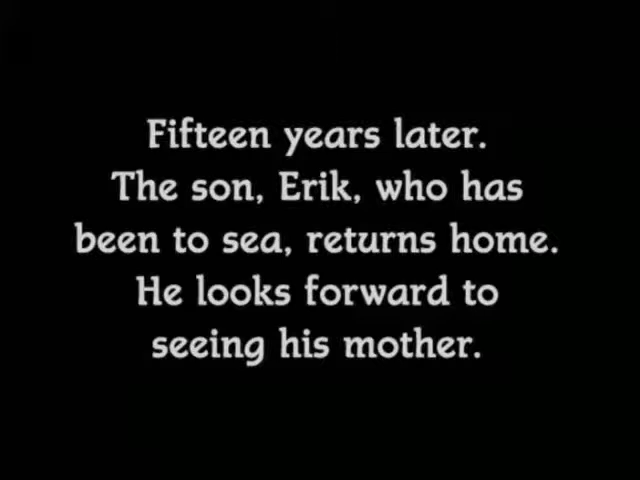 Fifteen years later.
The son, Erik, who has
been to sea, returns home.
He looks forward to
seeing his mother.